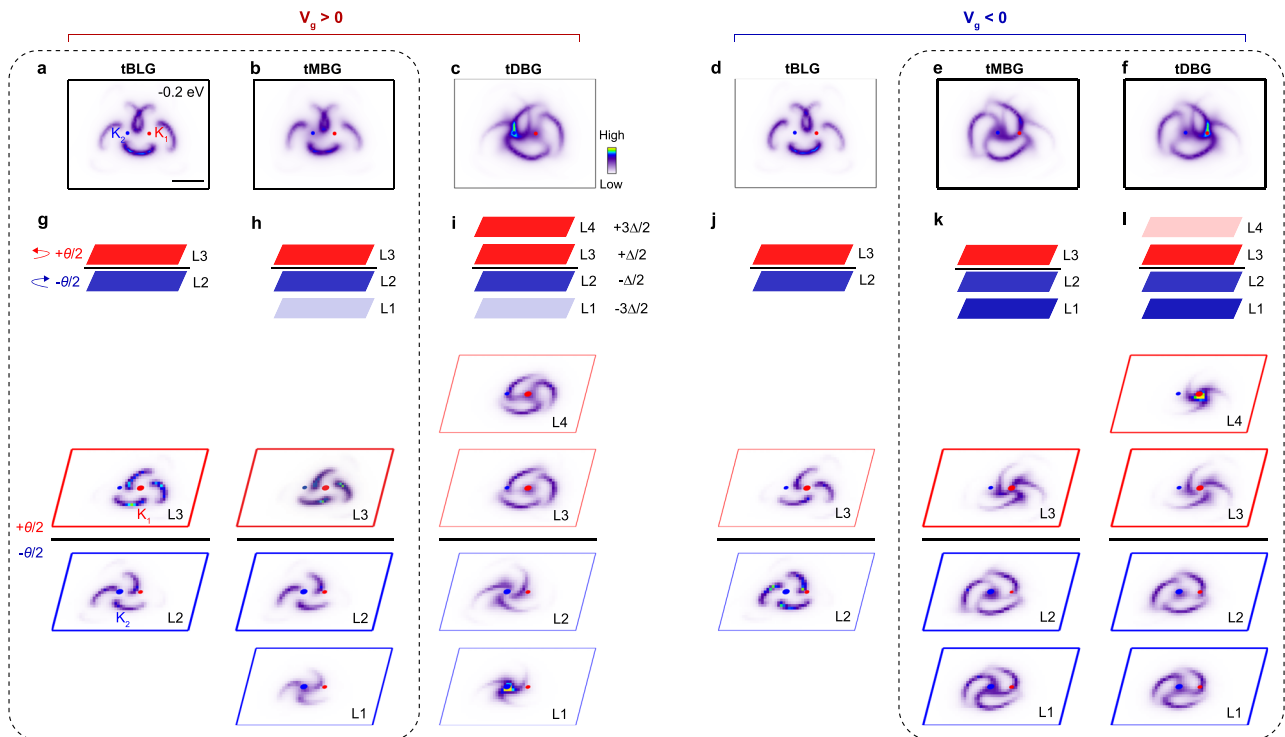 V_g > 0
V_g < 0
a tBLG
b tMBG
c tDBG
d tBLG
e tMBG
f tDBG
-0.2 eV
K_2 K_1
High
Low
g
h
i
j
k
l
L4 +3Δ/2
L4
+θ/2 L3
L3
L3 +Δ/2
L3
L3
L3
-θ/2 L2
L2
L2 -Δ/2
L2
L2
L2
L1
L1 -3Δ/2
L1
L1
L4
L4
K_1 L3
L3
L3
L3
L3
L3
+θ/2
-θ/2
K_2 L2
L2
L2
L2
L2
L2
L1
L1
L1
L1